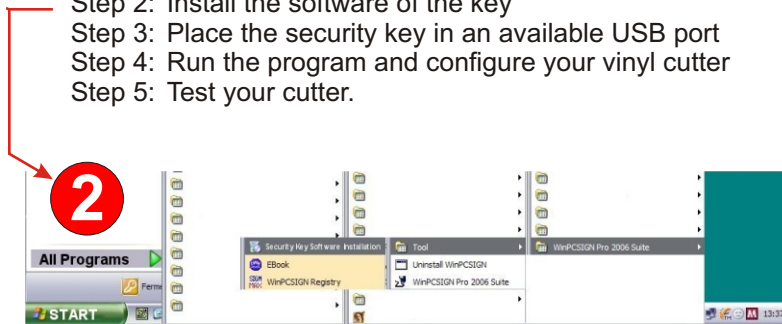 Step 2: Install the software of the key
Step 3: Place the security key in an available USB port
Step 4: Run the program and configure your vinyl cutter
Step 5: Test your cutter.
2
Security Key Software Installation
Tool
WinPCSIGN Pro 2006 Suite
All Programs
EBook
Uninstall WinPCSIGN
WinPCSIGN Registry
WinPCSIGN Pro 2006 Suite
Ferme
START